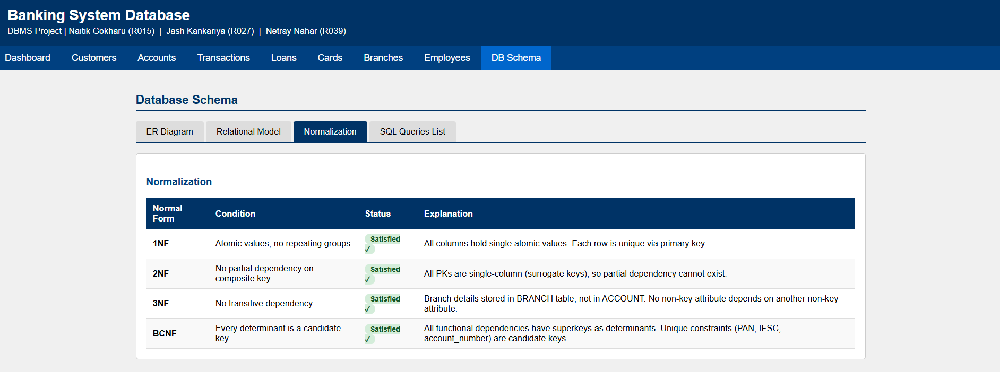 Banking System Database
DBMS Project | Naitik Gokharu (R015) | Jash Kankariya (R027) | Netray Nahar (R039)
Dashboard Customers Accounts Transactions Loans Cards Branches Employees DB Schema
Database Schema
ER Diagram Relational Model Normalization SQL Queries List
Normalization
Normal
Form
Condition Status Explanation
1NF
Atomic values, no repeating groups
Satisfied
✓
All columns hold single atomic values. Each row is unique via primary key.
2NF
No partial dependency on
composite key
Satisfied
✓
All PKs are single-column (surrogate keys), so partial dependency cannot exist.
3NF
No transitive dependency
Satisfied
✓
Branch details stored in BRANCH table, not in ACCOUNT. No non-key attribute depends on another non-key
attribute.
BCNF
Every determinant is a candidate
key
Satisfied
✓
All functional dependencies have superkeys as determinants. Unique constraints (PAN, IFSC,
account_number) are candidate keys.